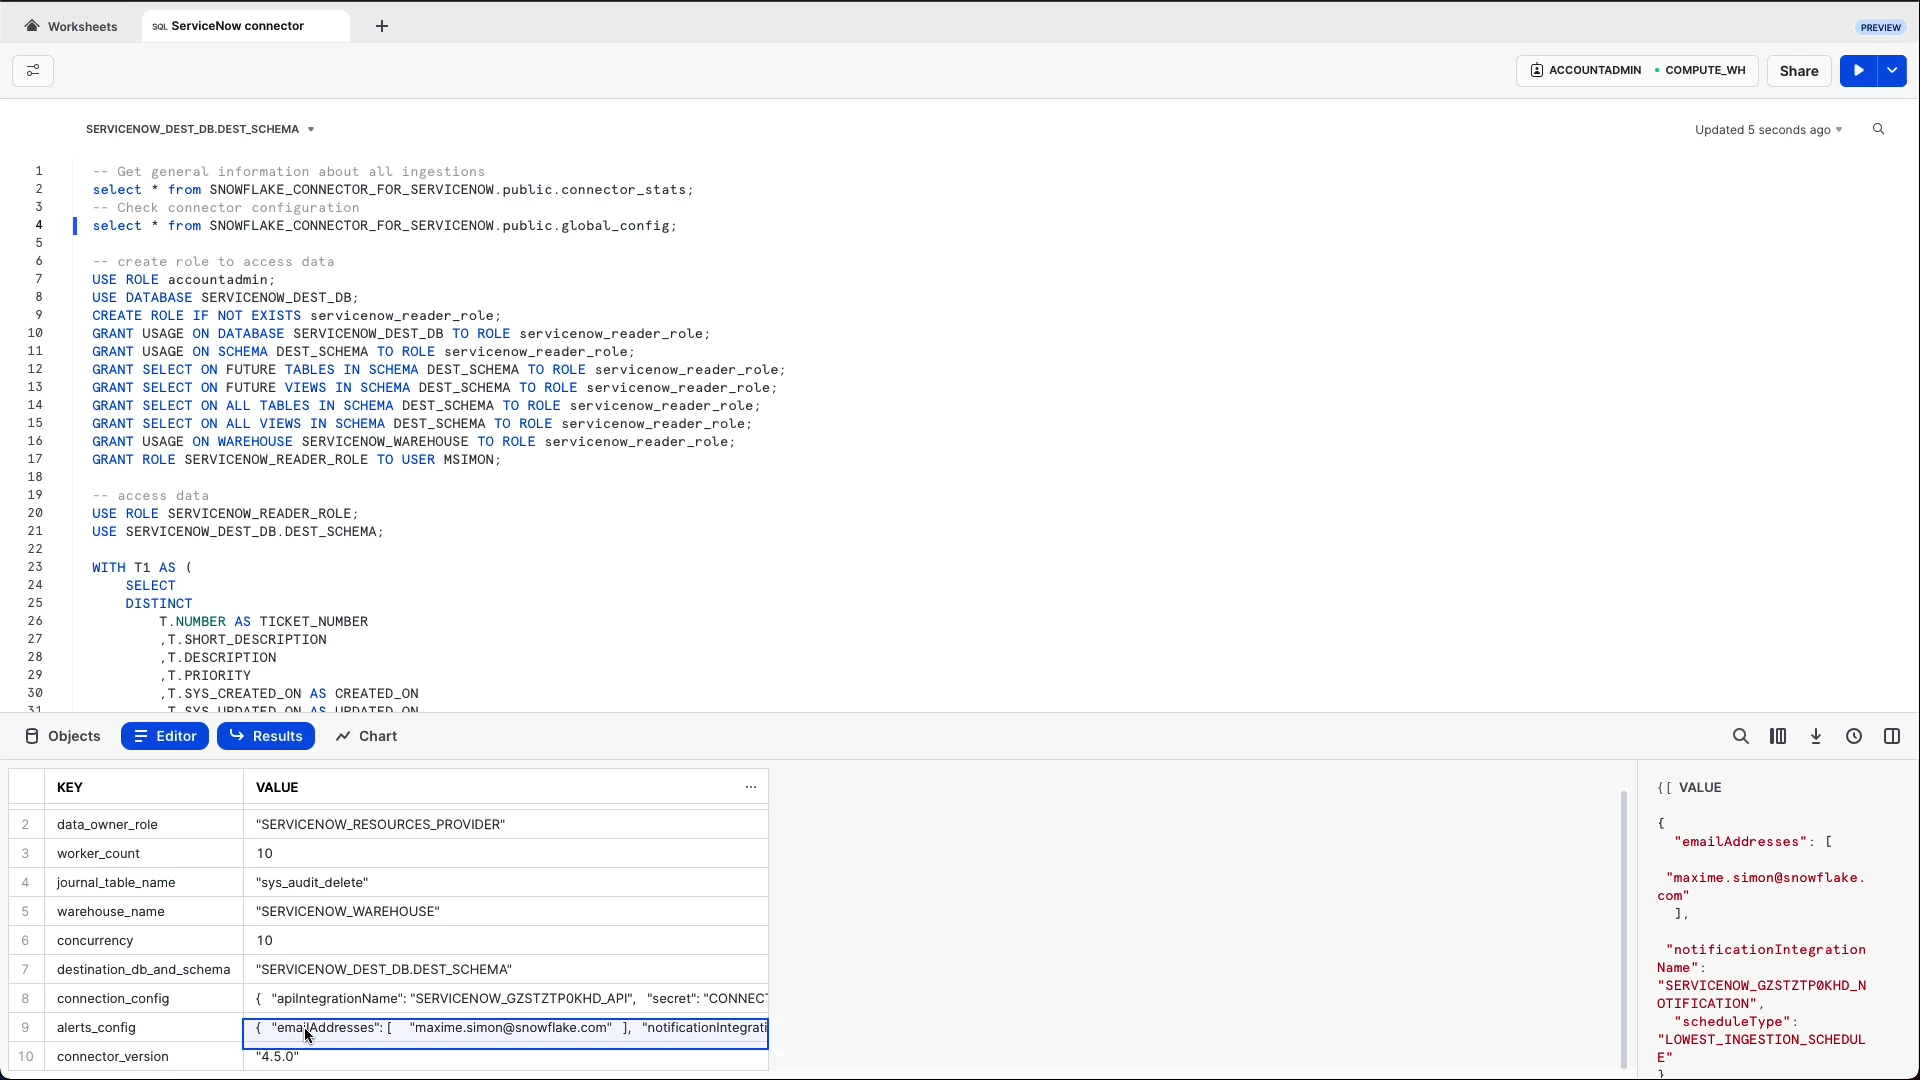 Worksheets
SQL ServiceNow connector
+
PREVIEW
ACCOUNTADMIN • COMPUTE_WH
Share
SERVICENOW_DEST_DB.DEST_SCHEMA
Updated 5 seconds ago
1 -- Get general information about all ingestions
2 select * from SNOWFLAKE_CONNECTOR_FOR_SERVICENOW.public.connector_stats;
3 -- Check connector configuration
4 select * from SNOWFLAKE_CONNECTOR_FOR_SERVICENOW.public.global_config;
5
6 -- create role to access data
7 USE ROLE accountadmin;
8 USE DATABASE SERVICENOW_DEST_DB;
9 CREATE ROLE IF NOT EXISTS servicenow_reader_role;
10 GRANT USAGE ON DATABASE SERVICENOW_DEST_DB TO ROLE servicenow_reader_role;
11 GRANT USAGE ON SCHEMA DEST_SCHEMA TO ROLE servicenow_reader_role;
12 GRANT SELECT ON FUTURE TABLES IN SCHEMA DEST_SCHEMA TO ROLE servicenow_reader_role;
13 GRANT SELECT ON FUTURE VIEWS IN SCHEMA DEST_SCHEMA TO ROLE servicenow_reader_role;
14 GRANT SELECT ON ALL TABLES IN SCHEMA DEST_SCHEMA TO ROLE servicenow_reader_role;
15 GRANT SELECT ON ALL VIEWS IN SCHEMA DEST_SCHEMA TO ROLE servicenow_reader_role;
16 GRANT USAGE ON WAREHOUSE SERVICENOW_WAREHOUSE TO ROLE servicenow_reader_role;
17 GRANT ROLE SERVICENOW_READER_ROLE TO USER MSIMON;
18
19 -- access data
20 USE ROLE SERVICENOW_READER_ROLE;
21 USE SERVICENOW_DEST_DB.DEST_SCHEMA;
22
23 WITH T1 AS (
24 SELECT
25 DISTINCT
26 T.NUMBER AS TICKET_NUMBER
27 ,T.SHORT_DESCRIPTION
28 ,T.DESCRIPTION
29 ,T.PRIORITY
30 ,T.SYS_CREATED_ON AS CREATED_ON
31 ,T.SYS_UPDATED_ON AS UPDATED_ON
Objects
Editor
Results
Chart
KEY VALUE ...
2 data_owner_role "SERVICENOW_RESOURCES_PROVIDER"
3 worker_count 10
4 journal_table_name "sys_audit_delete"
5 warehouse_name "SERVICENOW_WAREHOUSE"
6 concurrency 10
7 destination_db_and_schema "SERVICENOW_DEST_DB.DEST_SCHEMA"
8 connection_config { "apiIntegrationName": "SERVICENOW_GZSTZTP0KHD_API", "secret": "CONNECT
9 alerts_config { "emailAddresses": [ "maxime.simon@snowflake.com" ], "notificationIntegrati
10 connector_version "4.5.0"
{[ VALUE
{
"emailAddresses": [
"maxime.simon@snowflake.
com"
],
"notificationIntegration
Name":
"SERVICENOW_GZSTZTP0KHD_N
OTIFICATION",
"scheduleType":
"LOWEST_INGESTION_SCHEDUL
E"
}